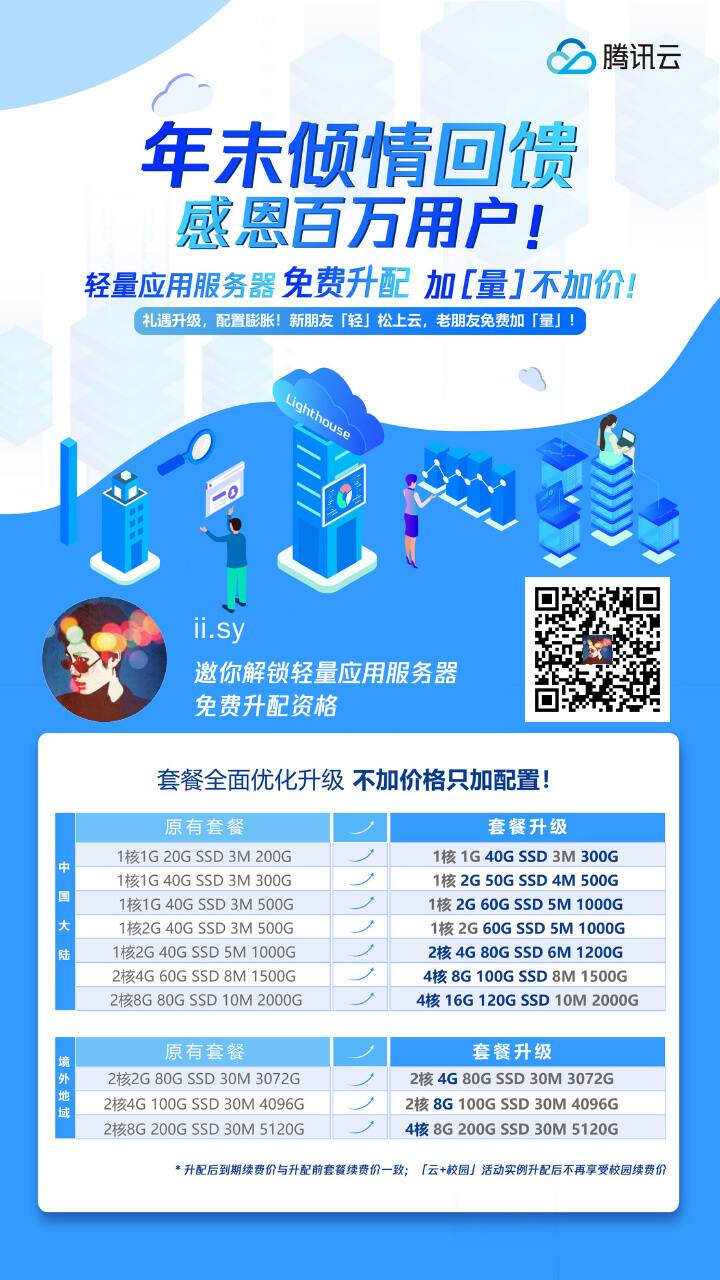 腾讯云
年末倾情回馈
感恩百万用户!
轻量应用服务器 免费升配 加[量]不加价!
礼遇升级,配置膨胀!新朋友「轻」松上云,老朋友免费加「量」!
Lighthouse
ii.sy
邀你解锁轻量应用服务器
免费升配资格
套餐全面优化升级 不加价格只加配置!
中国大陆
原有套餐 套餐升级
1核1G 20G SSD 3M 200G 1核 1G 40G SSD 3M 300G
1核1G 40G SSD 3M 300G 1核 2G 50G SSD 4M 500G
1核1G 40G SSD 3M 500G 1核 2G 60G SSD 5M 1000G
1核2G 40G SSD 3M 500G 1核 2G 60G SSD 5M 1000G
1核2G 40G SSD 5M 1000G 2核 4G 80G SSD 6M 1200G
2核4G 60G SSD 8M 1500G 4核 8G 100G SSD 8M 1500G
2核8G 80G SSD 10M 2000G 4核 16G 120G SSD 10M 2000G
境外地域
原有套餐 套餐升级
2核2G 80G SSD 30M 3072G 2核 4G 80G SSD 30M 3072G
2核4G 100G SSD 30M 4096G 2核 8G 100G SSD 30M 4096G
2核8G 200G SSD 30M 5120G 4核 8G 200G SSD 30M 5120G
* 升配后到期续费价与升配前套餐续费价一致;「云+校园」活动实例升配后不再享受校园续费价